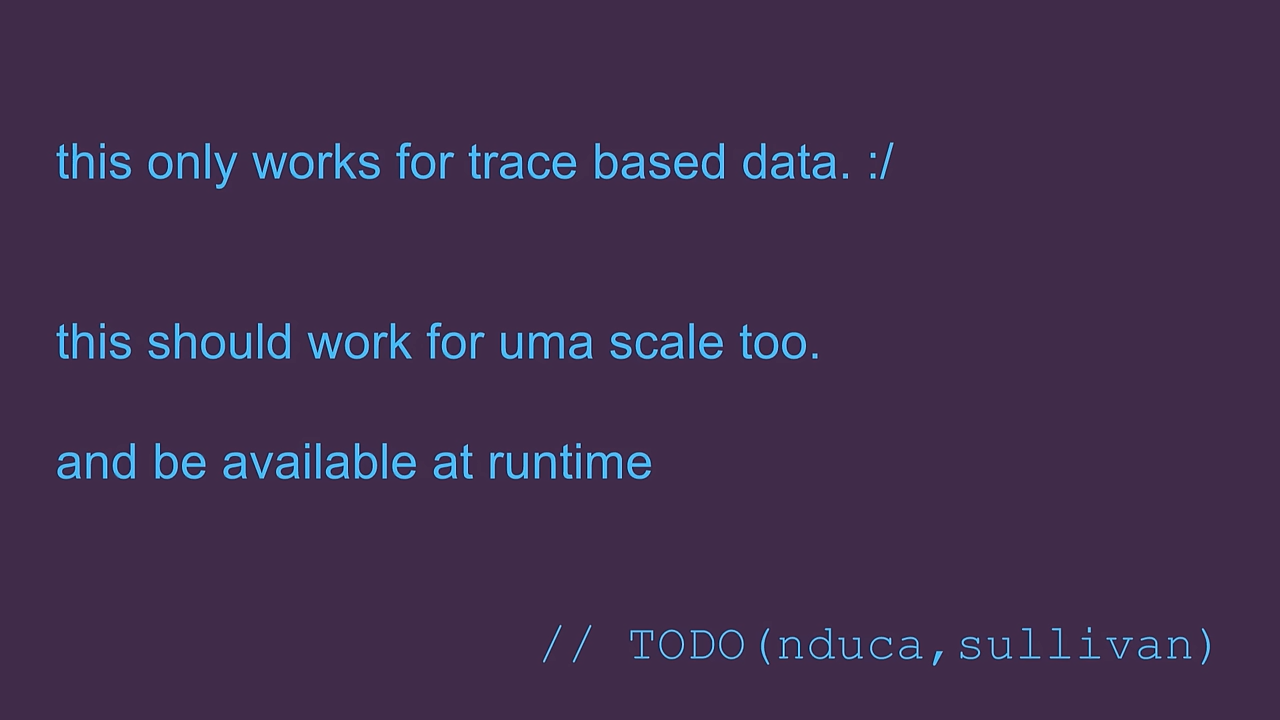 this only works for trace based data. :/
this should work for uma scale too.
and be available at runtime
// TODO(nduca,sullivan)